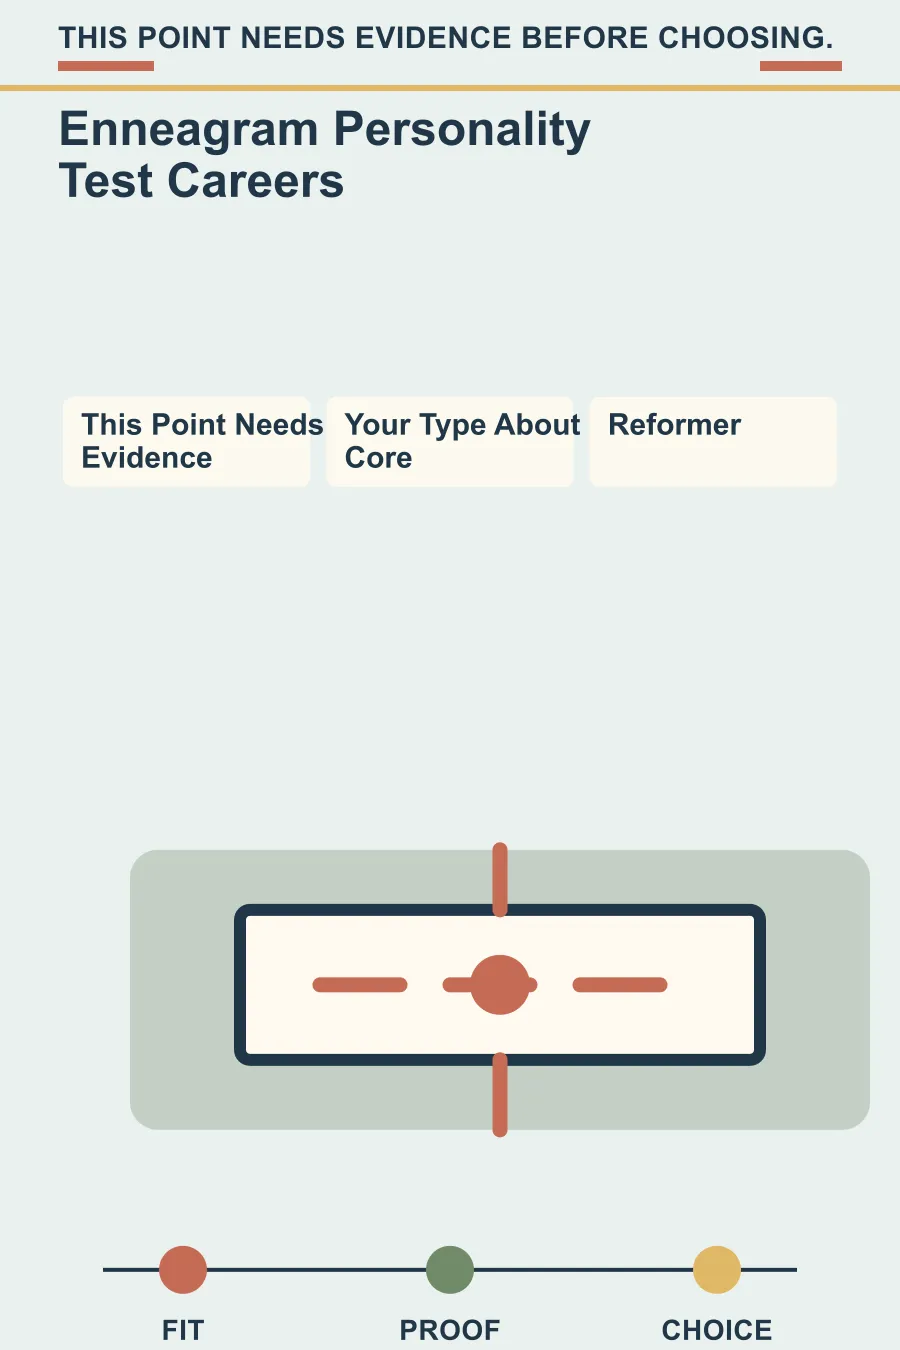 THIS POINT NEEDS EVIDENCE BEFORE CHOOSING.
Enneagram Personality
Test Careers
This Point Needs
Evidence
Your Type About
Core
Reformer
FIT
PROOF
CHOICE